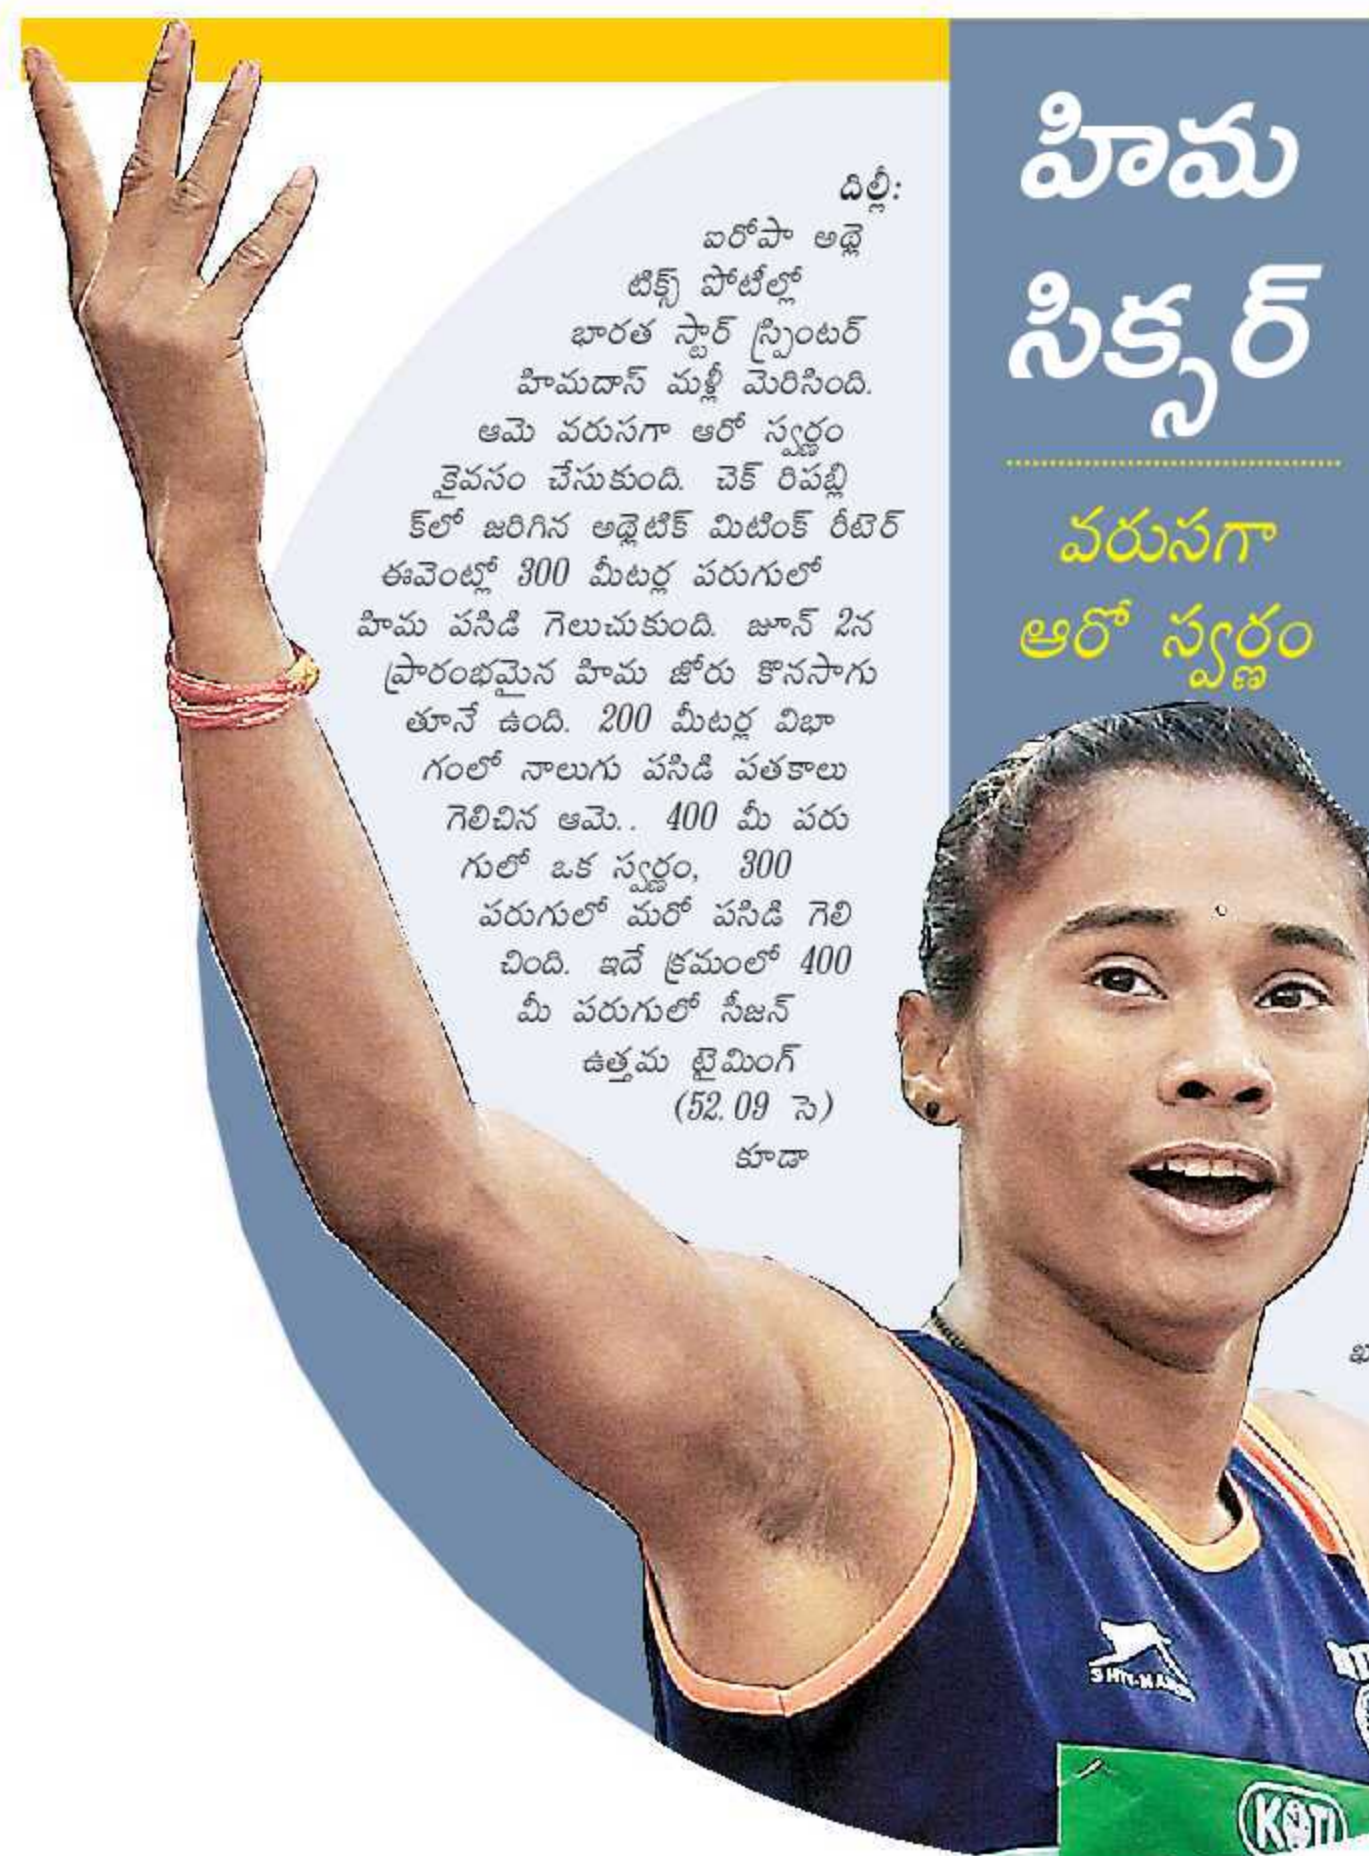 హిమ
సిక్సర్
వరుసగా
ఆరో స్వర్ణం
దిల్లీ:
ఐరోపా అథ్లె
టిక్స్ పోటీల్లో
భారత స్టార్ స్ప్రింటర్
హిమదాస్ మళ్లీ మెరిసింది.
ఆమె వరుసగా ఆరో స్వర్ణం
కైవసం చేసుకుంది. చెక్ రిపబ్లి
క్‌లో జరిగిన అథ్లెటిక్ మిటింక్ రీటెర్
ఈవెంట్లో 300 మీటర్ల పరుగులో
హిమ పసిడి గెలుచుకుంది. జూన్ 2న
ప్రారంభమైన హిమ జోరు కొనసాగు
తూనే ఉంది. 200 మీటర్ల విభా
గంలో నాలుగు పసిడి పతకాలు
గెలిచిన ఆమె.. 400 మీ పరు
గులో ఒక స్వర్ణం, 300
పరుగులో మరో పసిడి గెలి
చింది. ఇదే క్రమంలో 400
మీ పరుగులో సీజన్
ఉత్తమ టైమింగ్
(52.09 సె)
కూడా